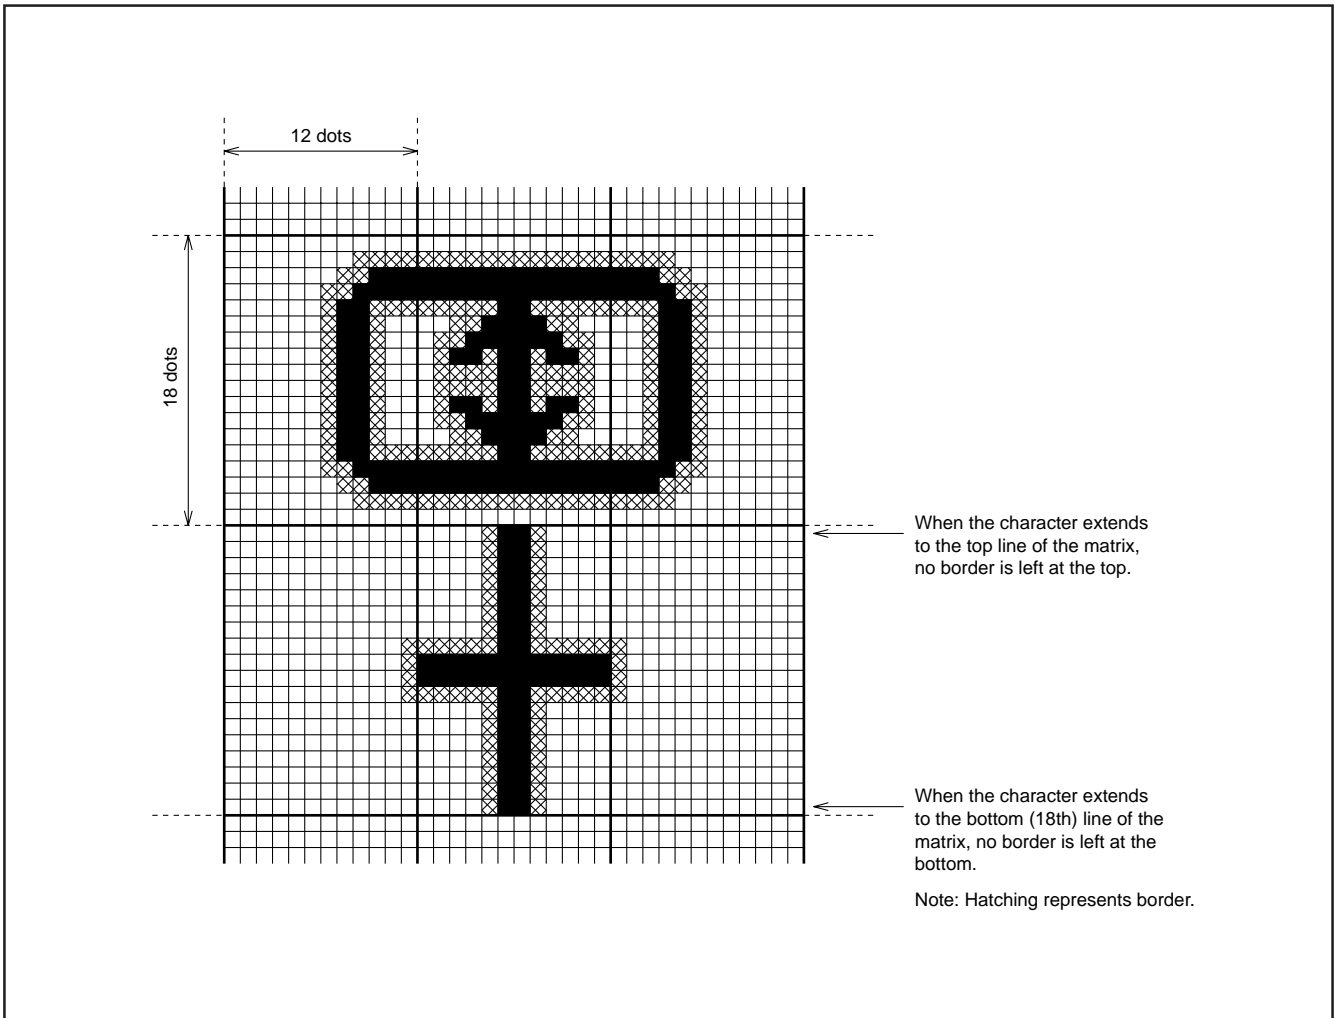 12 dots
18 dots
When the character extends
to the top line of the matrix,
no border is left at the top.
When the character extends
to the bottom (18th) line of the
matrix, no border is left at the
bottom.
Note: Hatching represents border.